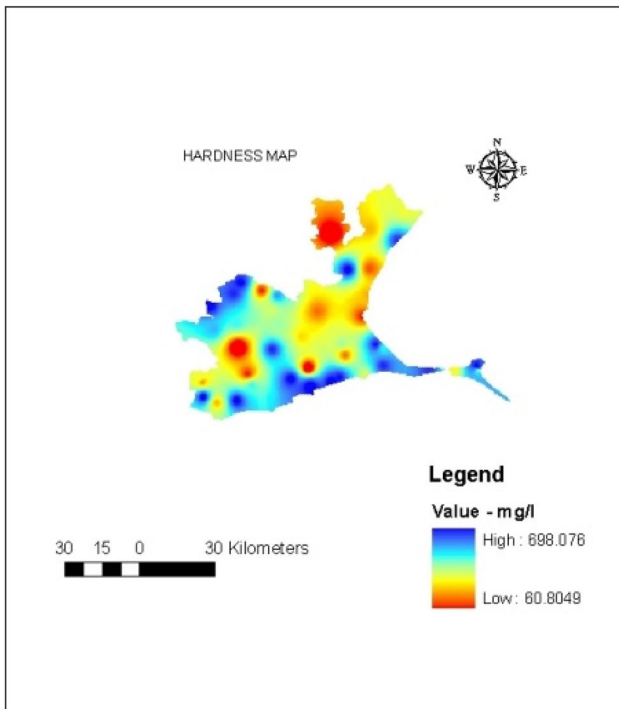 HARDNESS MAP
N
W E
S
Legend
Value - mg/l
High : 698.076
Low : 60.8049
30 15 0 30 Kilometers